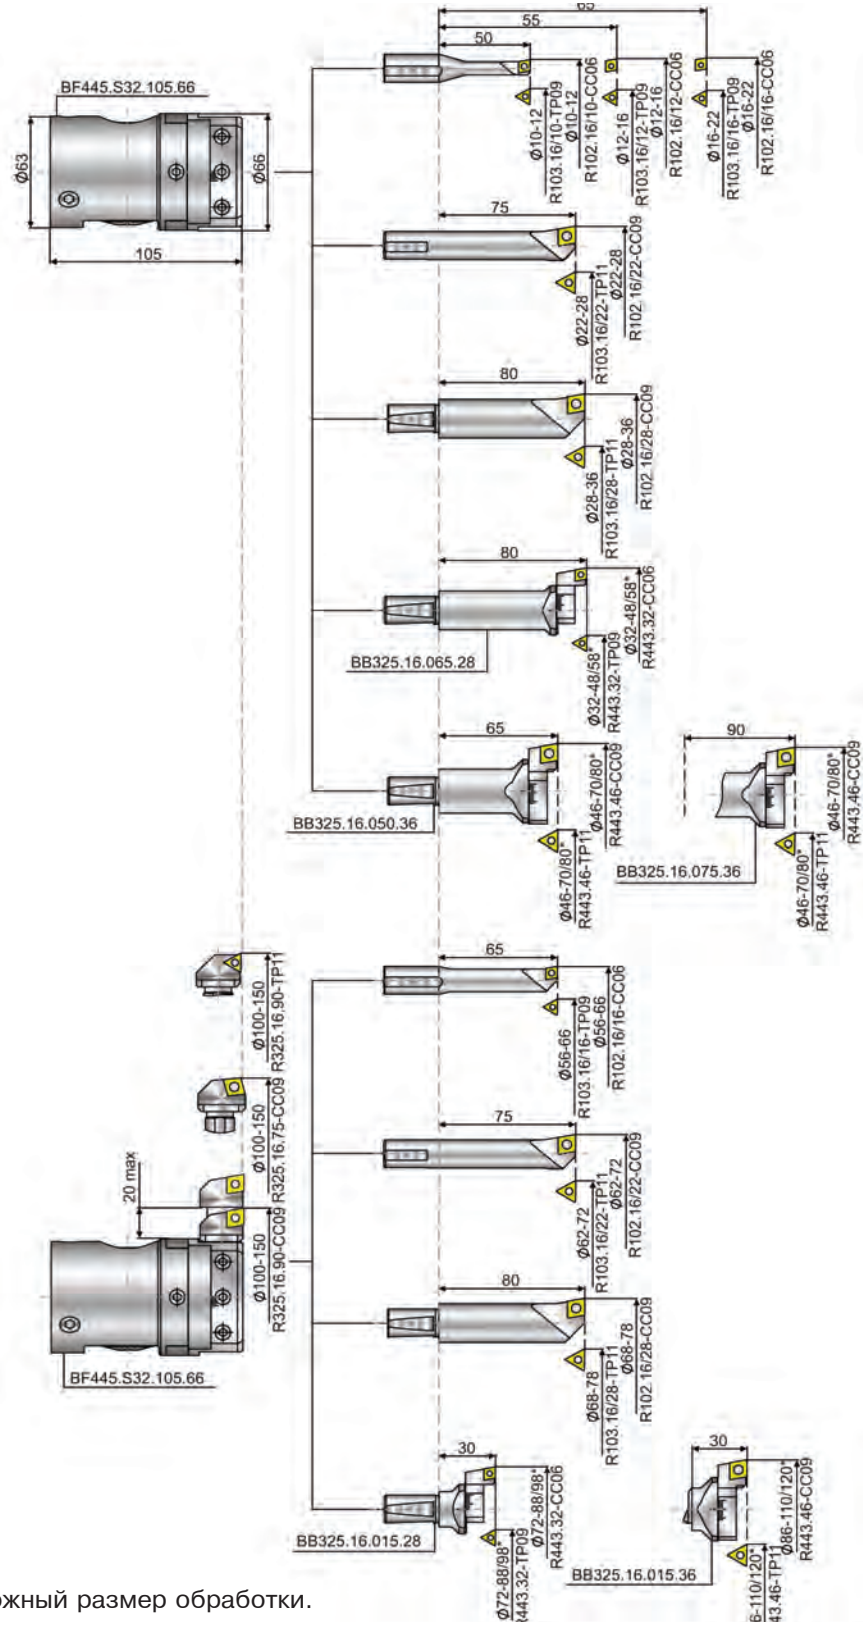 65
55
50
BF445.S32.105.66
Ø63
Ø66
105
Ø10-12
R103.16/10-TP09
Ø10-12
R102.16/10-CC06
Ø12-16
R103.16/12-TP09
Ø12-16
R102.16/12-CC06
Ø16-22
R103.16/16-TP09
Ø16-22
R102.16/16-CC06
75
Ø22-28
R103.16/22-TP11
Ø22-28
R102.16/22-CC09
80
Ø28-36
R103.16/28-TP11
Ø28-36
R102.16/28-CC09
80
BB325.16.065.28
Ø32-48/58*
R443.32-TP09
Ø32-48/58*
R443.32-CC06
65
BB325.16.050.36
Ø46-70/80*
R443.46-TP11
Ø46-70/80*
R443.46-CC09
90
BB325.16.075.36
Ø46-70/80*
R443.46-TP11
Ø46-70/80*
R443.46-CC09
Ø100-150
R325.16.90-TP11
Ø100-150
R325.16.75-CC09
20 max
Ø100-150
R325.16.90-CC09
BF445.S32.105.66
65
Ø56-66
R103.16/16-TP09
Ø56-66
R102.16/16-CC06
75
Ø62-72
R103.16/22-TP11
Ø62-72
R102.16/22-CC09
80
Ø68-78
R103.16/28-TP11
Ø68-78
R102.16/28-CC09
30
BB325.16.015.28
Ø72-88/98*
R443.32-TP09
Ø72-88/98*
R443.32-CC06
30
BB325.16.015.36
6-110/120*
43.46-TP11
Ø86-110/120*
R443.46-CC09
ожный размер обработки.